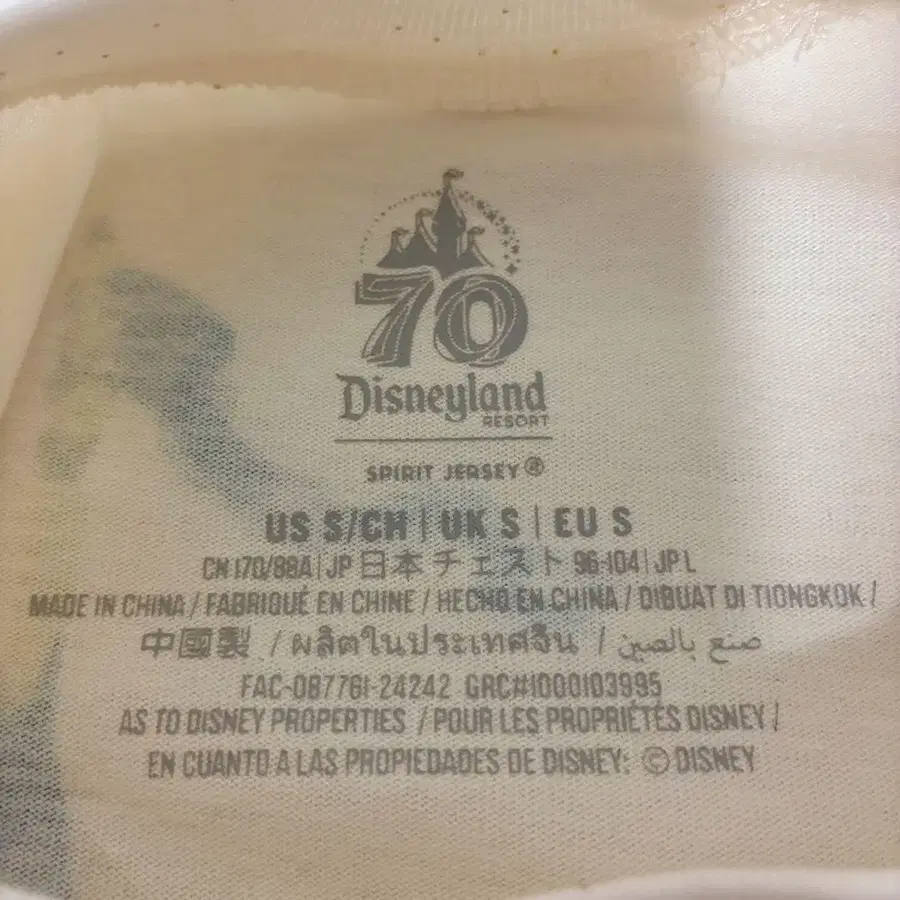 70
Disneyland
RESORT
SPIRIT JERSEY®
US S/CH | UK S | EU S
CN 170/88A | JP 日本 チェスト 96-104 | JP L
MADE IN CHINA / FABRIQUÉ EN CHINE / HECHO EN CHINA / DIBUAT DI TIONGKOK /
中國製 / ผลิตในประเทศจีน / صنع بالصين
FAC-087761-24242 GRC#1000103995
AS TO DISNEY PROPERTIES / POUR LES PROPRIÉTÉS DISNEY /
EN CUANTO A LAS PROPIEDADES DE DISNEY: © DISNEY